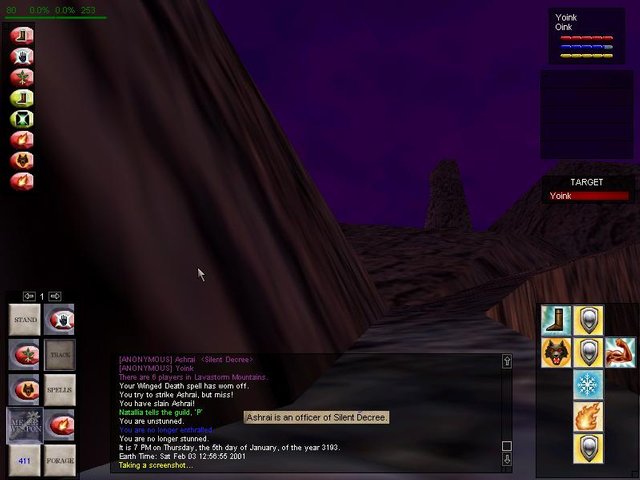 80 0.0% 0.0% 253
Yoink
Oink
TARGET
Yoink
1
STAND
TRACK
SPELLS
MELEE
WEAPON
411
FORAGE
[ANONYMOUS] Ashrai <Silent Decree>
[ANONYMOUS] Yoink
There are 6 players in Lavastorm Mountains.
Your Winged Death spell has worn off.
You try to strike Ashrai, but miss!
You have slain Ashrai!
Natallia tells the guild, 'P'
You are unstunned.
You are no longer enthralled.
You are no longer stunned.
It is 7 PM on Thursday, the 5th day of January, of the year 3193.
Earth Time: Sat Feb 03 12:56:55 2001
Taking a screenshot...
Ashrai is an officer of Silent Decree.